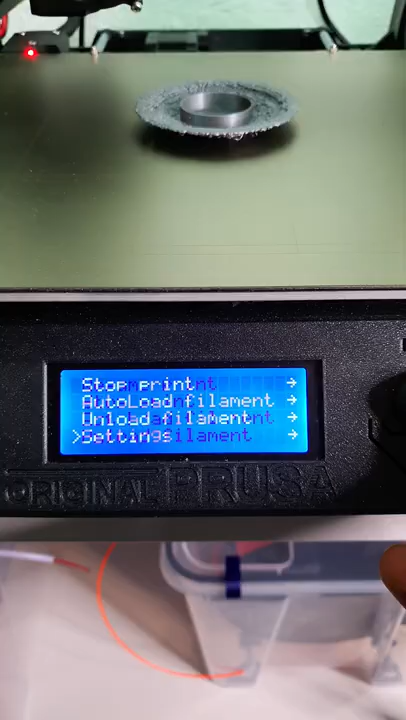 Stop print →
AutoLoad filament →
Unload filament →
>Settings →
ORIGINAL PRUSA